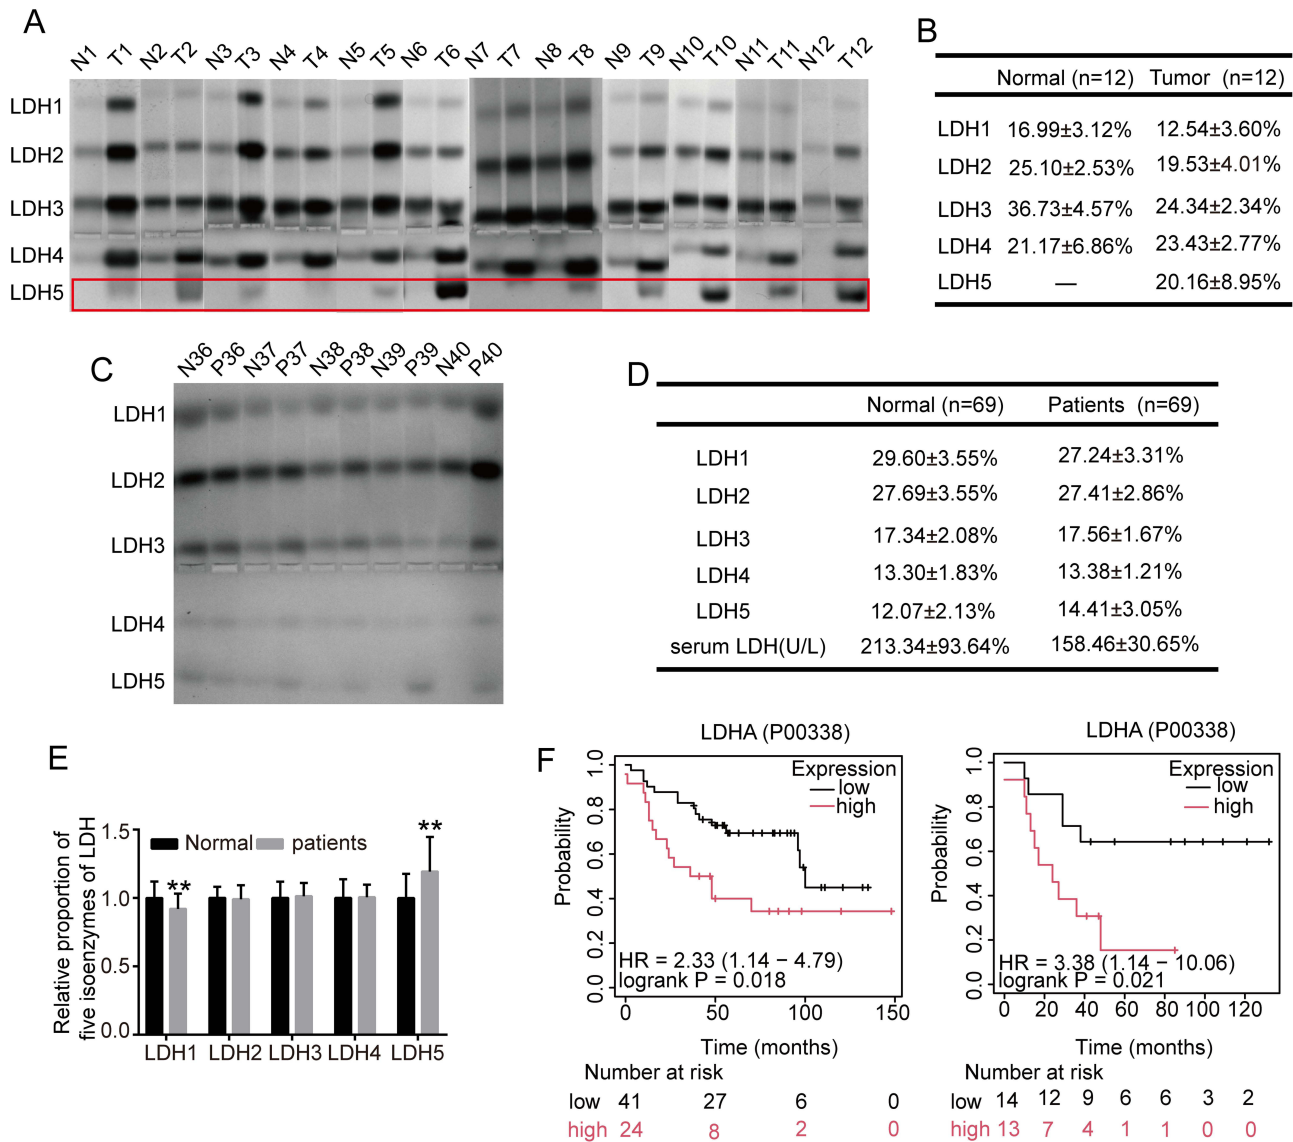 A
N1 T1 N2 T2 N3 T3 N4 T4 N5 T5 N6 T6 N7 T7 N8 T8 N9 T9 N10 T10 N11 T11 N12 T12
LDH1
LDH2
LDH3
LDH4
LDH5
B
Normal (n=12) Tumor (n=12)
LDH1 16.99±3.12% 12.54±3.60%
LDH2 25.10±2.53% 19.53±4.01%
LDH3 36.73±4.57% 24.34±2.34%
LDH4 21.17±6.86% 23.43±2.77%
LDH5 — 20.16±8.95%
C
N36 P36 N37 P37 N38 P38 N39 P39 N40 P40
LDH1
LDH2
LDH3
LDH4
LDH5
D
Normal (n=69) Patients (n=69)
LDH1 29.60±3.55% 27.24±3.31%
LDH2 27.69±3.55% 27.41±2.86%
LDH3 17.34±2.08% 17.56±1.67%
LDH4 13.30±1.83% 13.38±1.21%
LDH5 12.07±2.13% 14.41±3.05%
serum LDH(U/L) 213.34±93.64% 158.46±30.65%
E
Relative proportion of
five isoenzymes of LDH
1.5
1.0
0.5
0.0
Normal patients
**
**
LDH1 LDH2 LDH3 LDH4 LDH5
F
LDHA (P00338)
Probability
1.0
0.8
0.6
0.4
0.2
0.0
Expression
low
high
HR = 2.33 (1.14 − 4.79)
logrank P = 0.018
0 50 100 150
Time (months)
Number at risk
low 41 27 6 0
high 24 8 2 0
LDHA (P00338)
Probability
1.0
0.8
0.6
0.4
0.2
0.0
Expression
low
high
HR = 3.38 (1.14 − 10.06)
logrank P = 0.021
0 20 40 60 80 100 120
Time (months)
Number at risk
low 14 12 9 6 6 3 2
high 13 7 4 1 1 0 0